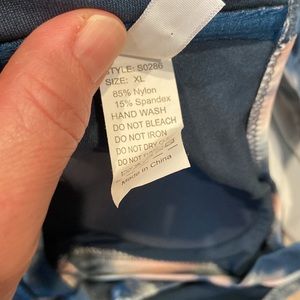 STYLE: S0286
SIZE: XL
85% Nylon
15% Spandex
HAND WASH
DO NOT BLEACH
DO NOT IRON
DO NOT DRY
Made in China